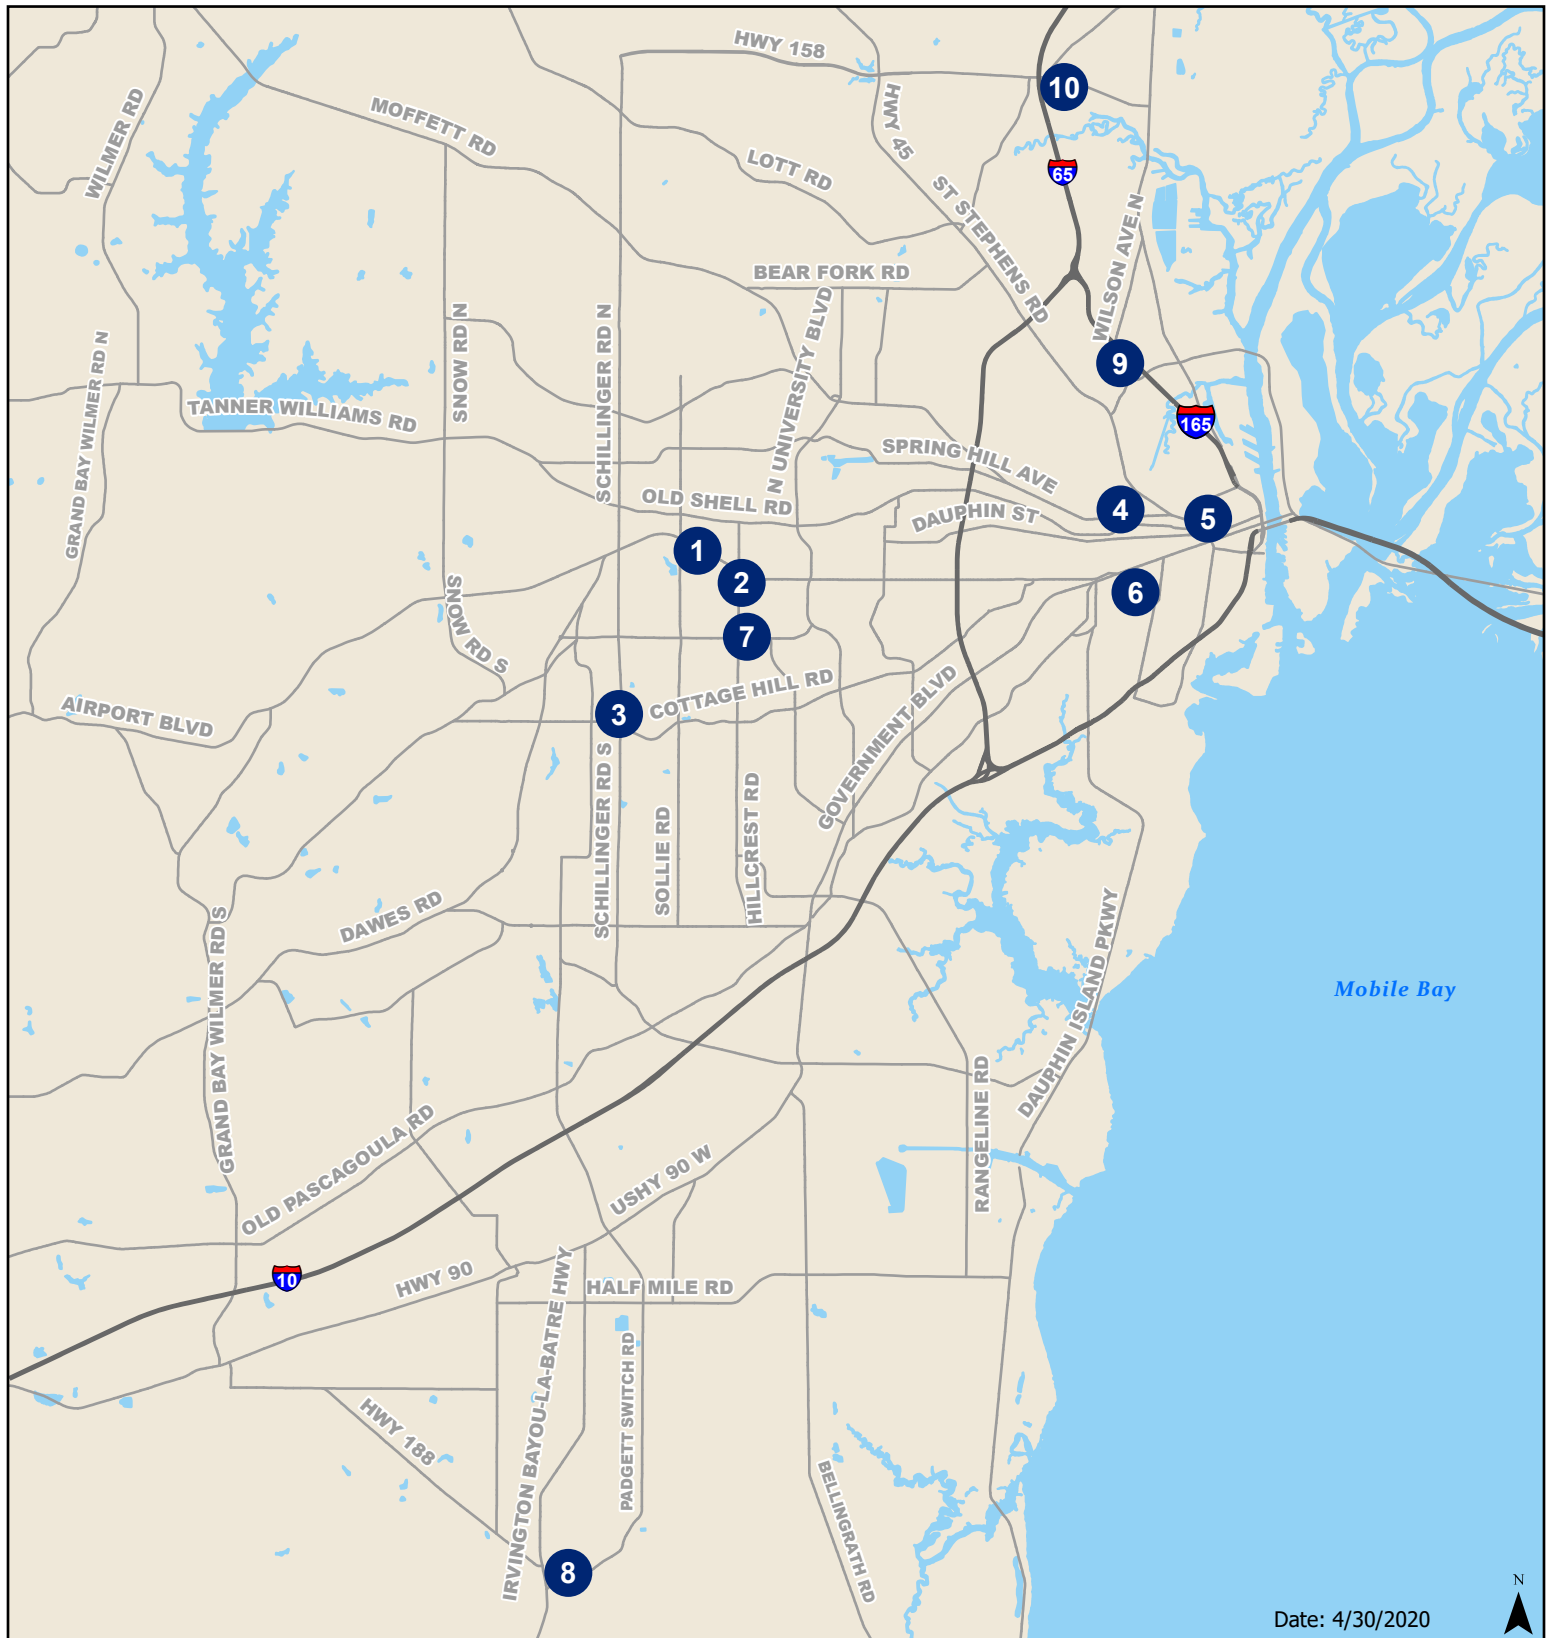 HWY 158
10
WILMER RD
MOFFETT RD
HWY 45
LOTT RD
65
ST STEPHENS RD
WILSON AVE N
BEAR FORK RD
SNOW RD N
SCHILLINGER RD N
N UNIVERSITY BLVD
GRAND BAY WILMER RD N
9
TANNER WILLIAMS RD
165
SPRING HILL AVE
OLD SHELL RD
DAUPHIN ST
4
5
1
2
6
SNOW RD S
7
COTTAGE HILL RD
3
AIRPORT BLVD
GOVERNMENT BLVD
SCHILLINGER RD S
SOLLIE RD
HILLCREST RD
DAWES RD
GRAND BAY WILMER RD S
DAUPHIN ISLAND PKWY
Mobile Bay
RANGELINE RD
OLD PASCAGOULA RD
USHY 90 W
10
HWY 90
HALF MILE RD
IRVINGTON BAYOU-LA-BATRE HWY
PADGETT SWITCH RD
HWY 188
BELLINGRATH RD
8
N
Date: 4/30/2020